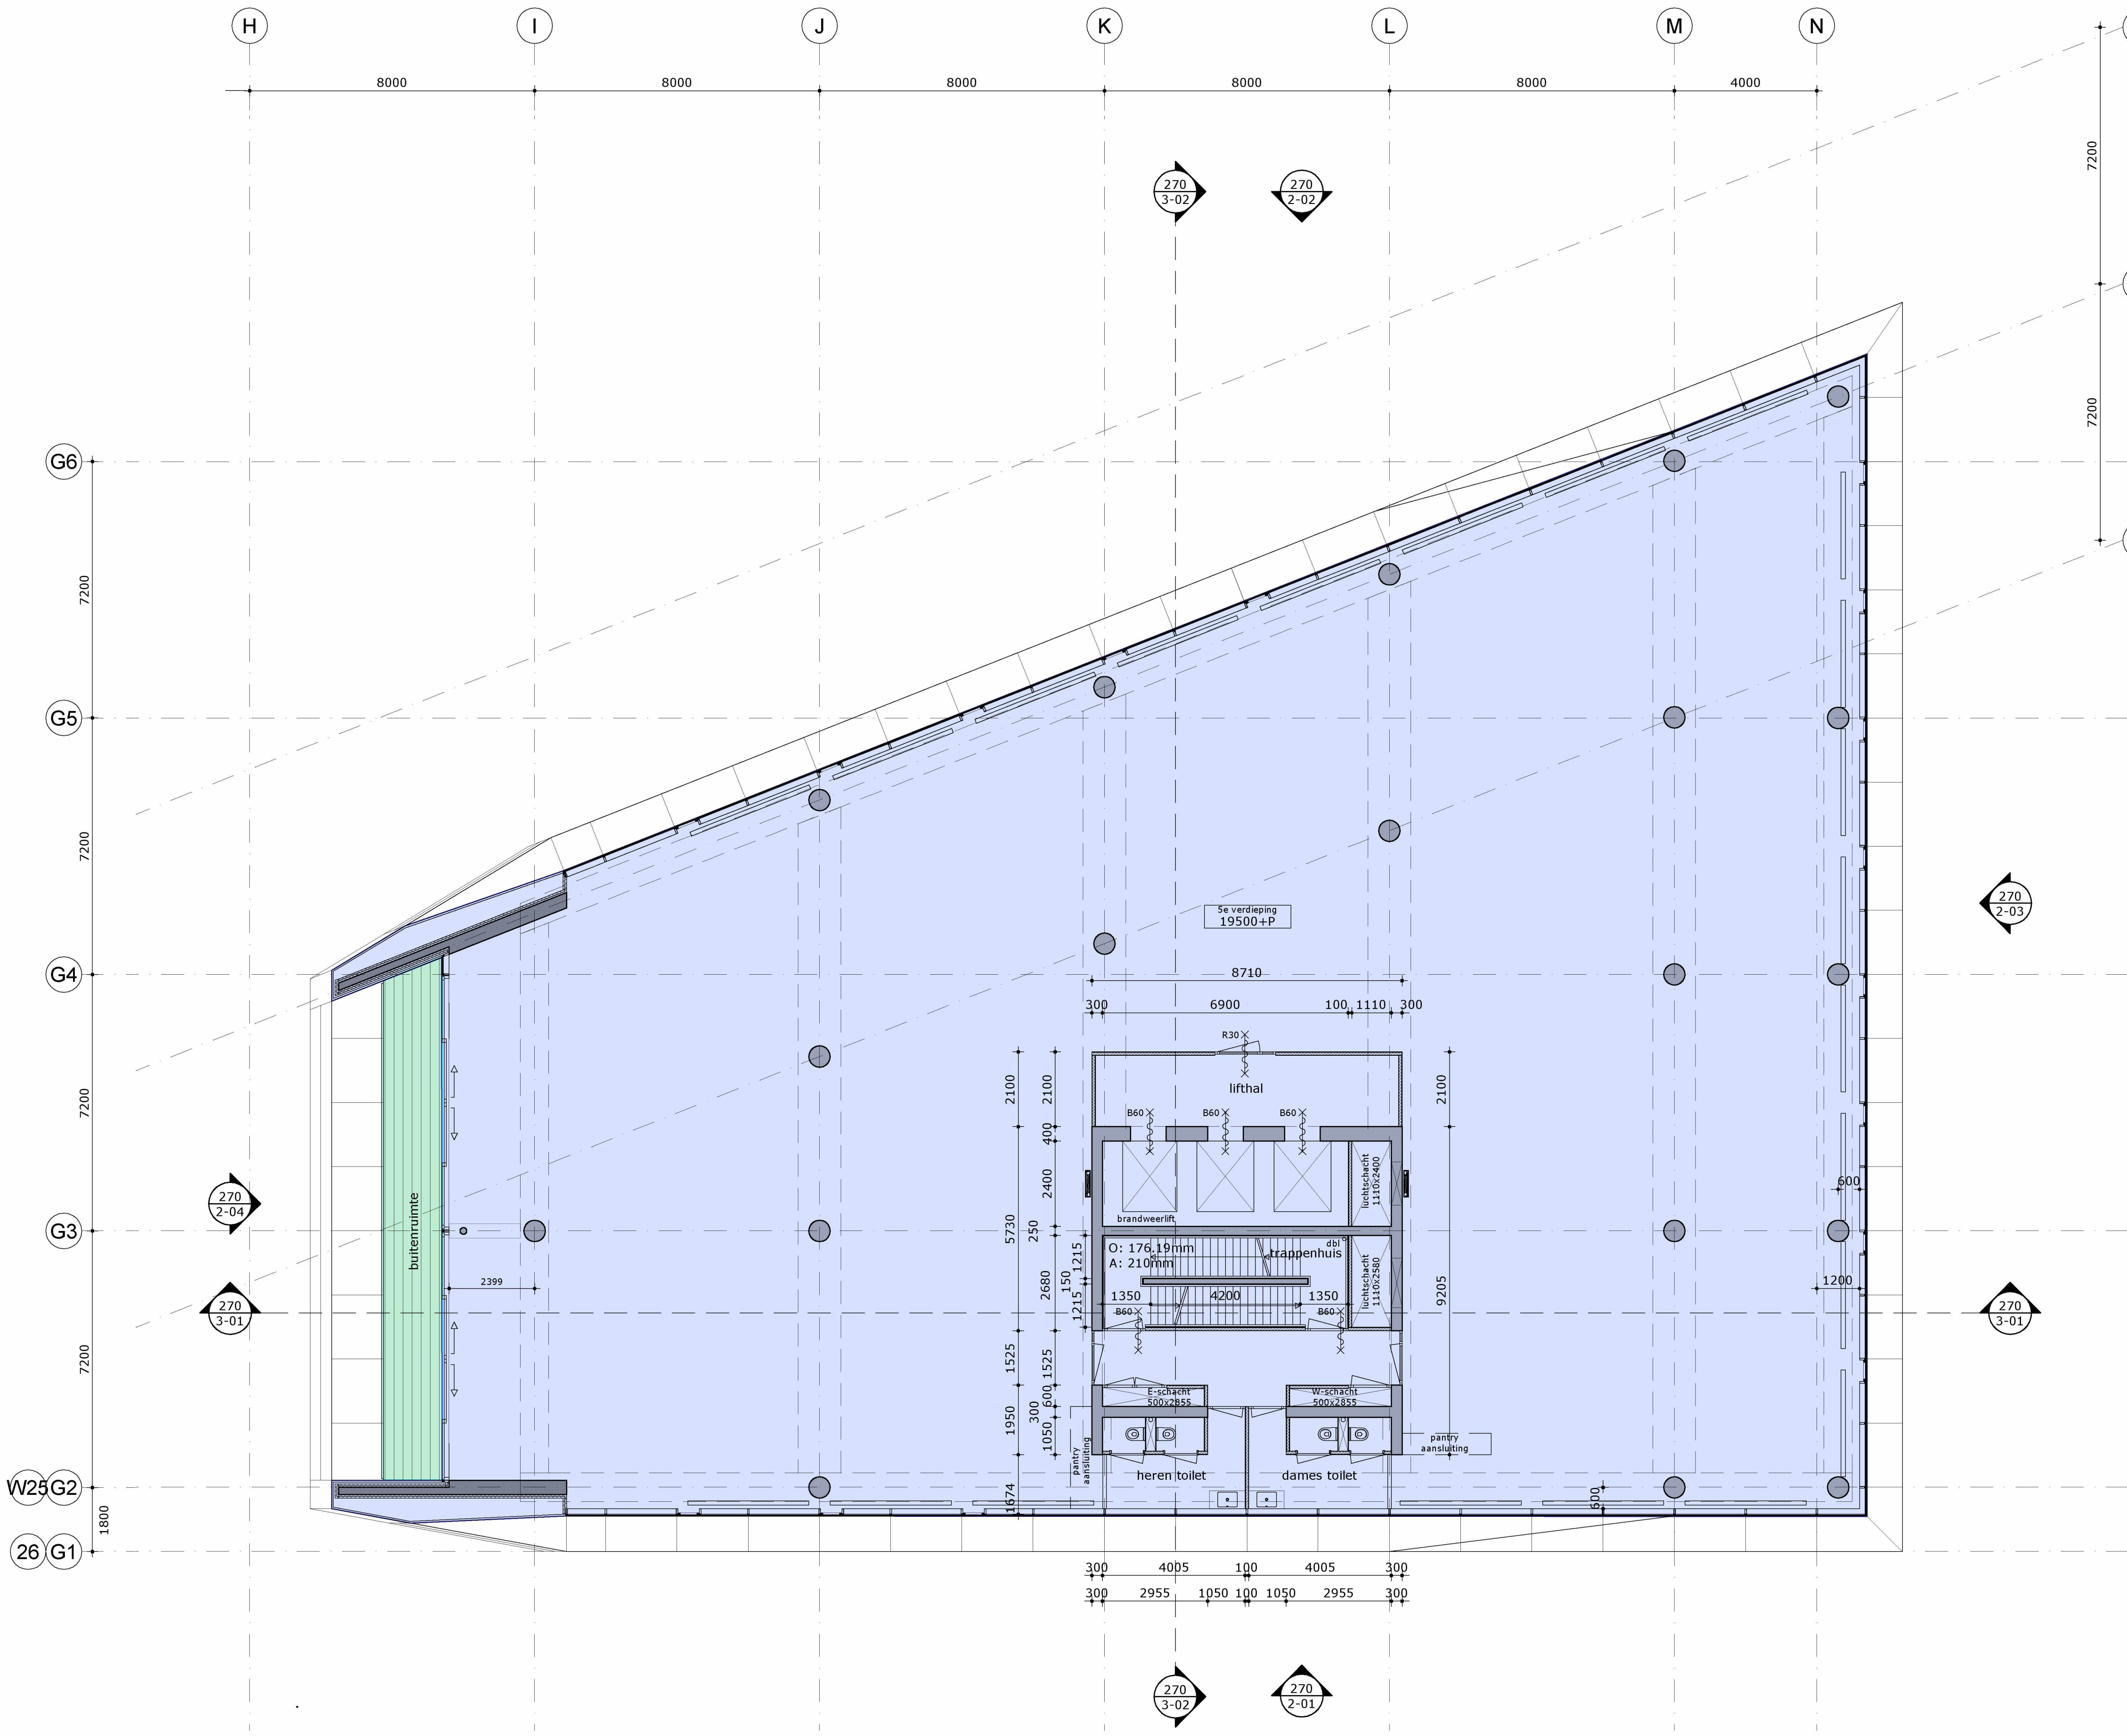 H I J K L M N
8000 8000 8000 8000 8000 4000
7200
270
3-02
270
2-02
7200
G6
7200
G5
7200
5e verdieping
19500+P
270
2-03
G4
8710
300 6900 100 1110 300
R30
lifthal
7200
2100 2100 2100
B60 B60 B60
400
2400
luchtschacht
1110x2400
600
buitenruimte
270
2-04
brandweerlift
G3
5730
250
O: 176.19mm
A: 210mm
dbl
trappenhuis
1215
150
1215
2680
luchtschacht
1110x2580
9205
2399
1200
1350 4200 1350
B60 B60
270
3-01
270
3-01
7200
1525 1525
E-schacht
500x2855
W-schacht
500x2855
600
300
1950
1050
pantry
aansluiting
pantry
aansluiting
heren toilet
dames toilet
W25 G2
1674
600
1800
26 G1
300 4005 100 4005 300
300 2955 1050 100 1050 2955 300
270
3-02
270
2-01